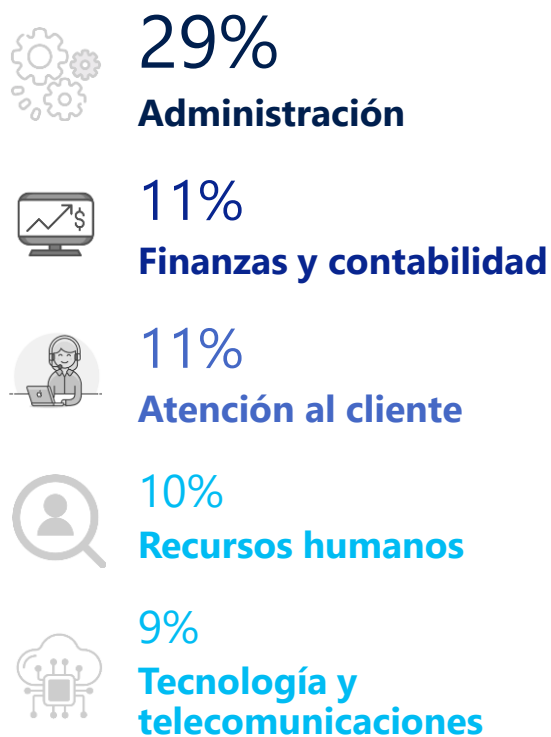 29%
Administración
$
11%
Finanzas y contabilidad
11%
Atención al cliente
10%
Recursos humanos
9%
Tecnología y
telecomunicaciones